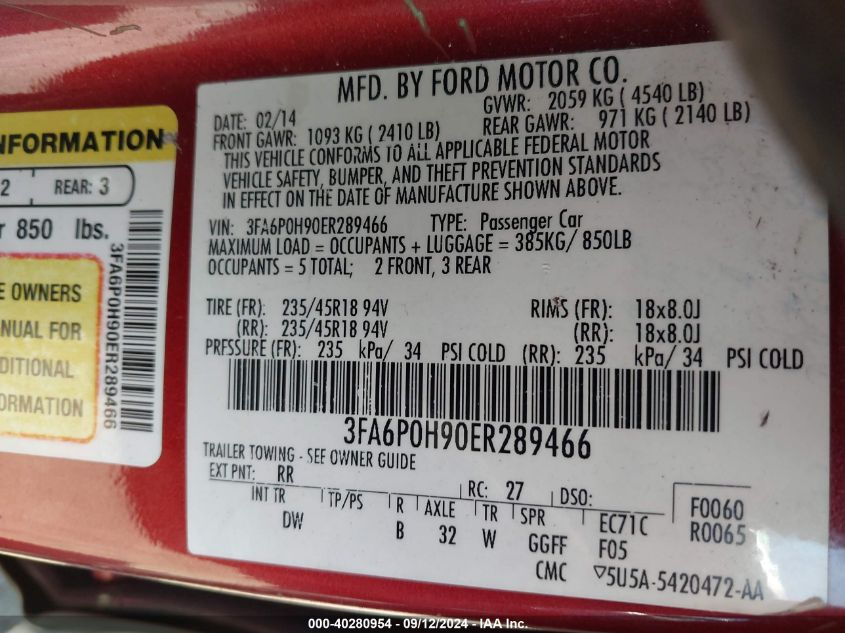 NFORMATION
2 REAR: 3
r 850 lbs.
E OWNERS
NUAL FOR
DITIONAL
ORMATION
3FA6P0H90ER289466
MFD. BY FORD MOTOR CO.
DATE: 02/14 GVWR: 2059 KG ( 4540 LB)
FRONT GAWR: 1093 KG ( 2410 LB) REAR GAWR: 971 KG ( 2140 LB)
THIS VEHICLE CONFORMS TO ALL APPLICABLE FEDERAL MOTOR
VEHICLE SAFETY, BUMPER, AND THEFT PREVENTION STANDARDS
IN EFFECT ON THE DATE OF MANUFACTURE SHOWN ABOVE.
VIN: 3FA6P0H90ER289466 TYPE: Passenger Car
MAXIMUM LOAD = OCCUPANTS + LUGGAGE = 385KG/ 850LB
OCCUPANTS = 5 TOTAL; 2 FRONT, 3 REAR
TIRE (FR): 235/45R18 94V RIMS (FR): 18x8.0J
(RR): 235/45R18 94V (RR): 18x8.0J
PRESSURE (FR): 235 kPa/ 34 PSI COLD (RR): 235 kPa/ 34 PSI COLD
3FA6P0H90ER289466
TRAILER TOWING - SEE OWNER GUIDE
EXT PNT: RR RC: 27 DSO: F0060
INT TR TP/PS R AXLE TR SPR EC71C R0065
DW B 32 W GGFF F05
CMC ▽5U5A-5420472-AA
000-40280954 - 09/12/2024 - IAA Inc.